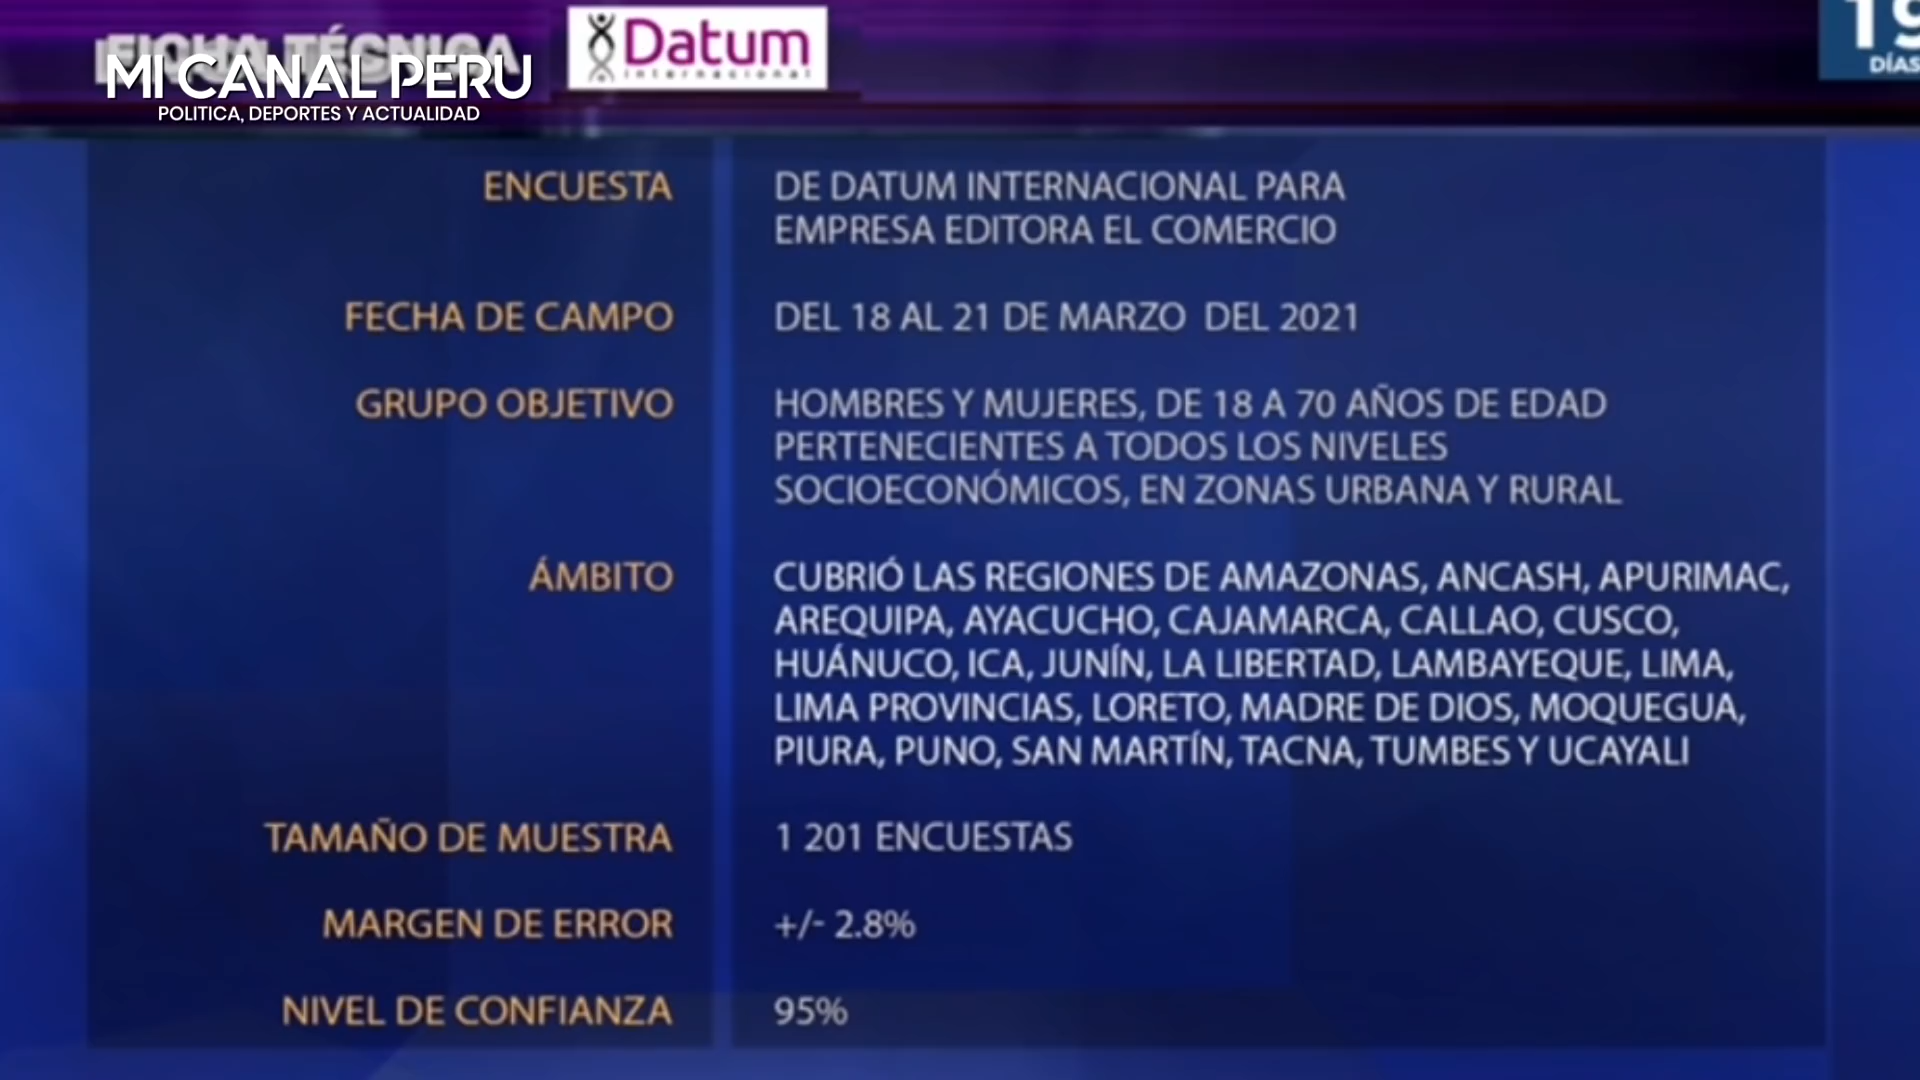 FICHA TÉCNICA
MI CANAL PERU
POLITICA, DEPORTES Y ACTUALIDAD
Datum
internacional
19
DÍAS
ENCUESTA
DE DATUM INTERNACIONAL PARA
EMPRESA EDITORA EL COMERCIO
FECHA DE CAMPO
DEL 18 AL 21 DE MARZO DEL 2021
GRUPO OBJETIVO
HOMBRES Y MUJERES, DE 18 A 70 AÑOS DE EDAD
PERTENECIENTES A TODOS LOS NIVELES
SOCIOECONÓMICOS, EN ZONAS URBANA Y RURAL
ÁMBITO
CUBRIÓ LAS REGIONES DE AMAZONAS, ANCASH, APURIMAC,
AREQUIPA, AYACUCHO, CAJAMARCA, CALLAO, CUSCO,
HUÁNUCO, ICA, JUNÍN, LA LIBERTAD, LAMBAYEQUE, LIMA,
LIMA PROVINCIAS, LORETO, MADRE DE DIOS, MOQUEGUA,
PIURA, PUNO, SAN MARTÍN, TACNA, TUMBES Y UCAYALI
TAMAÑO DE MUESTRA
1 201 ENCUESTAS
MARGEN DE ERROR
+/- 2.8%
NIVEL DE CONFIANZA
95%